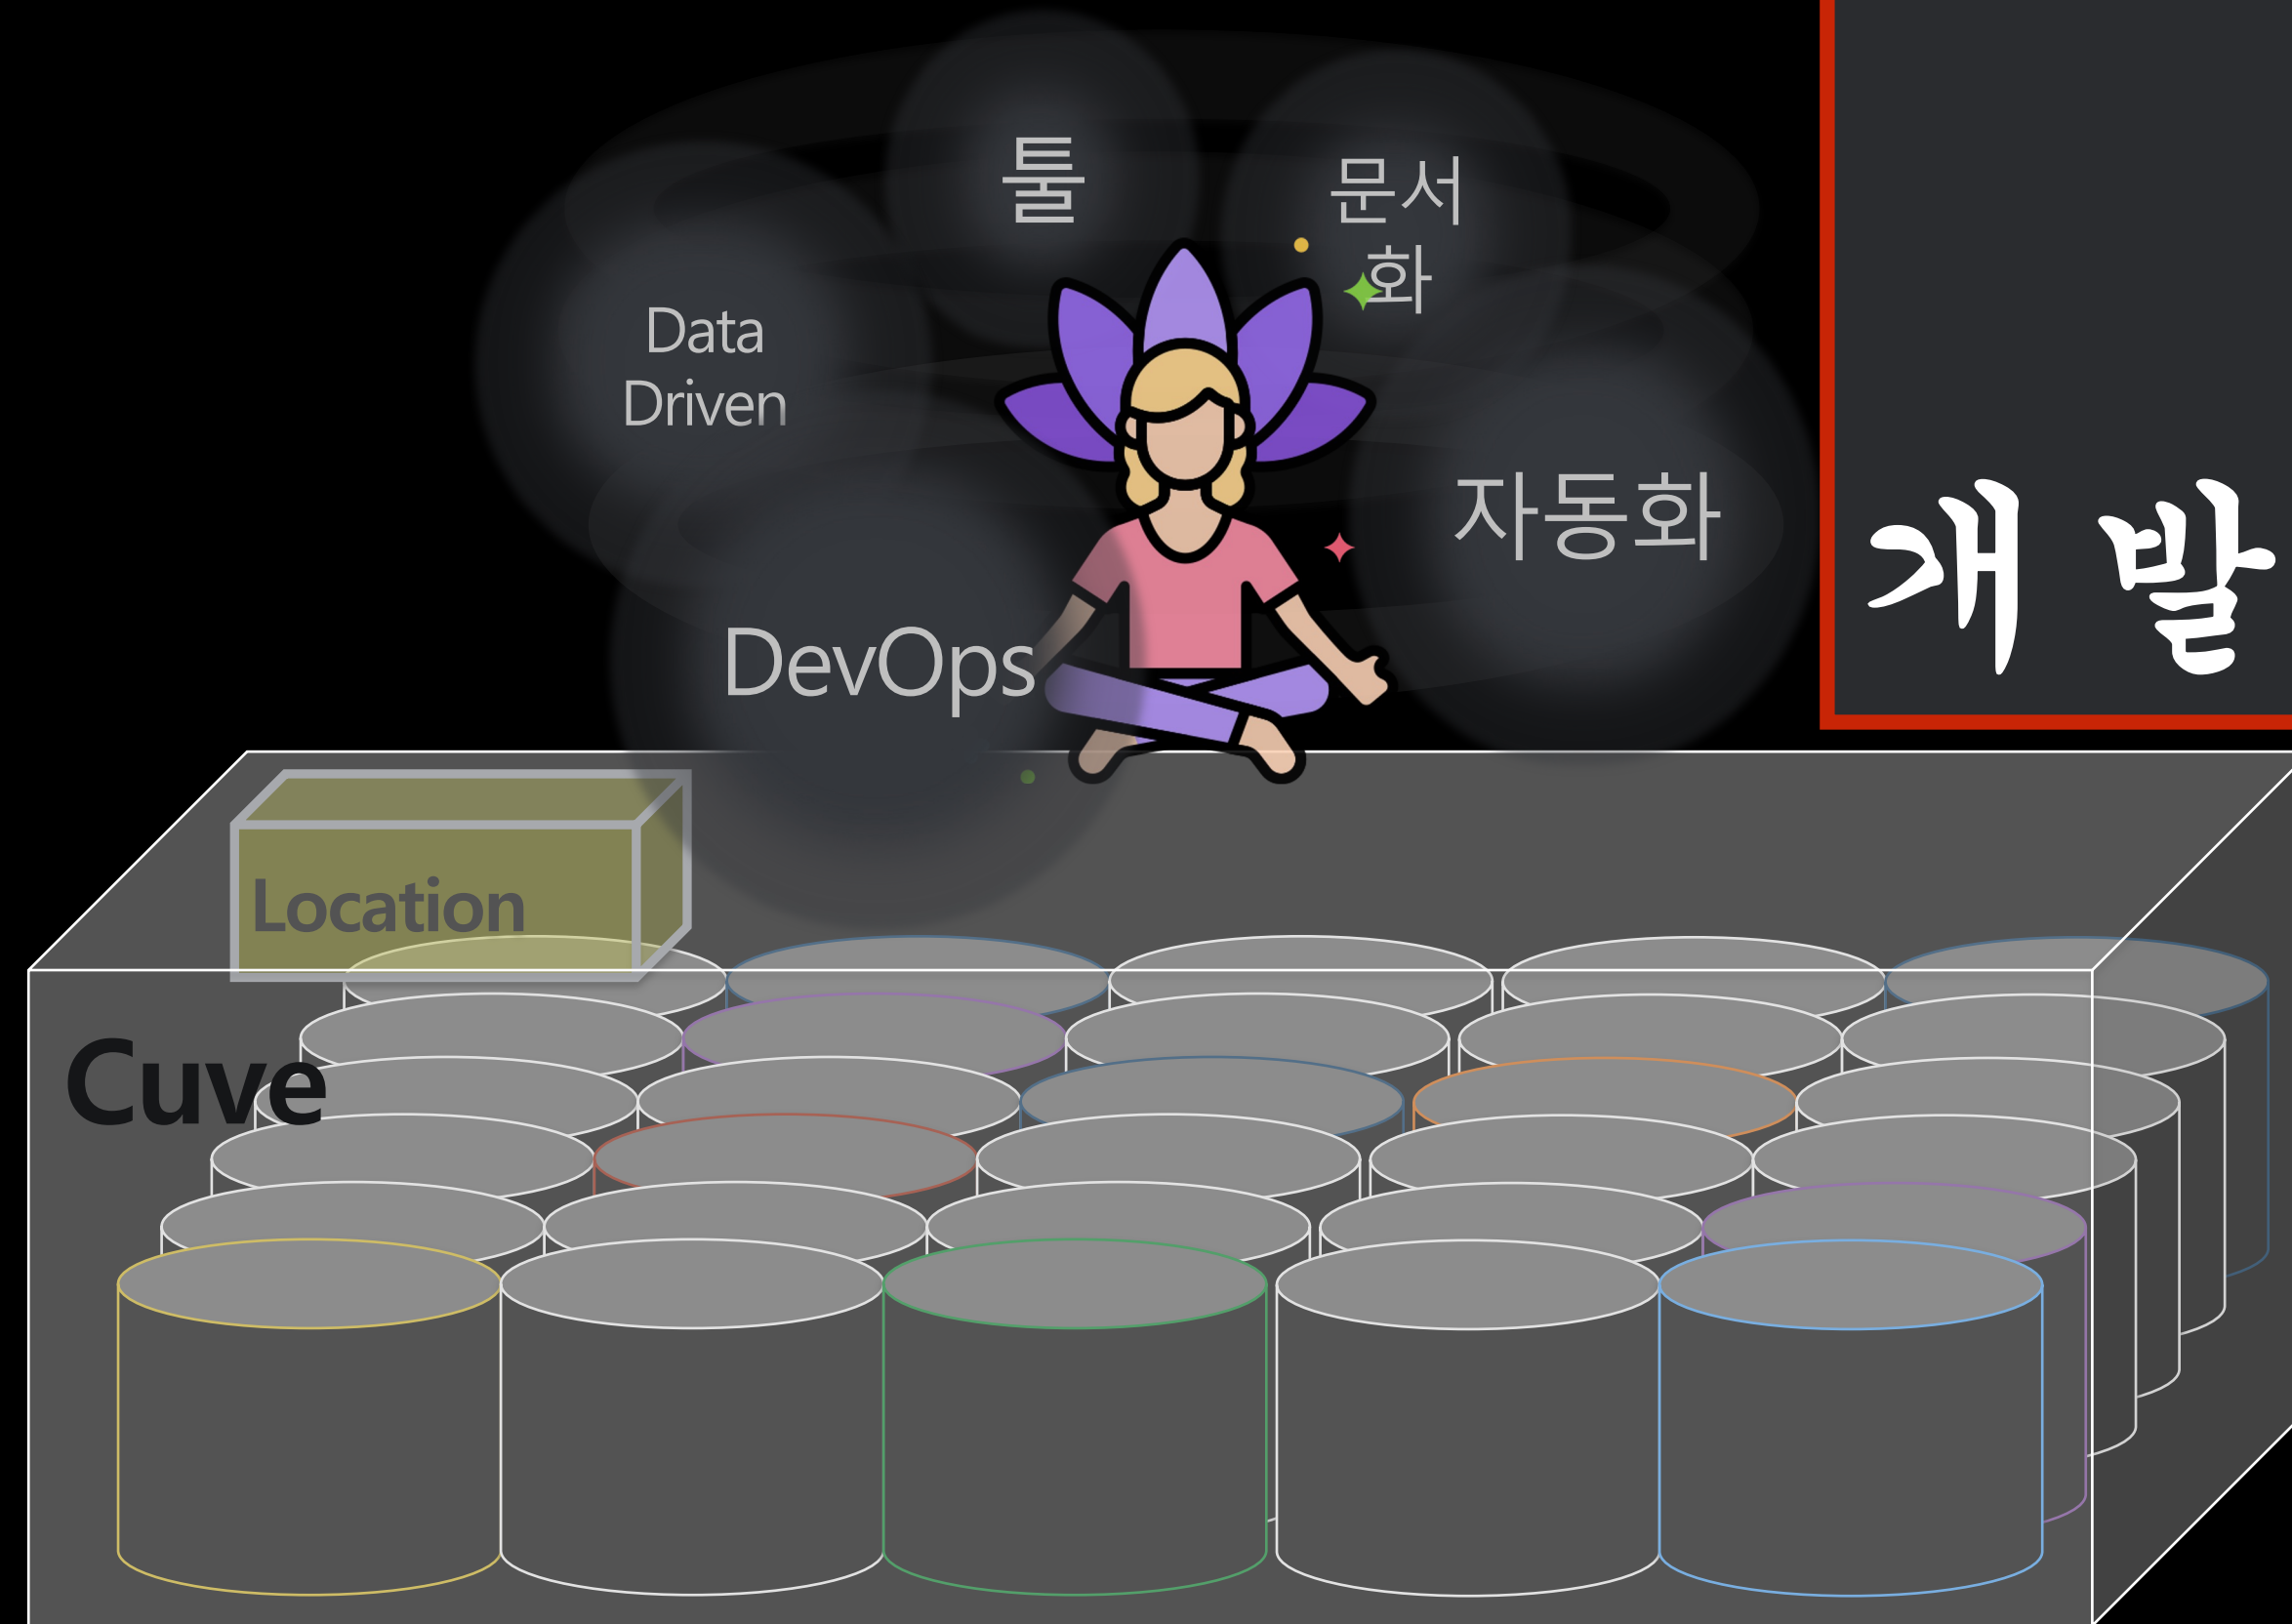 툴
문서
화
Data
Driven
자동화
개 발
DevOps
Location
Cuve